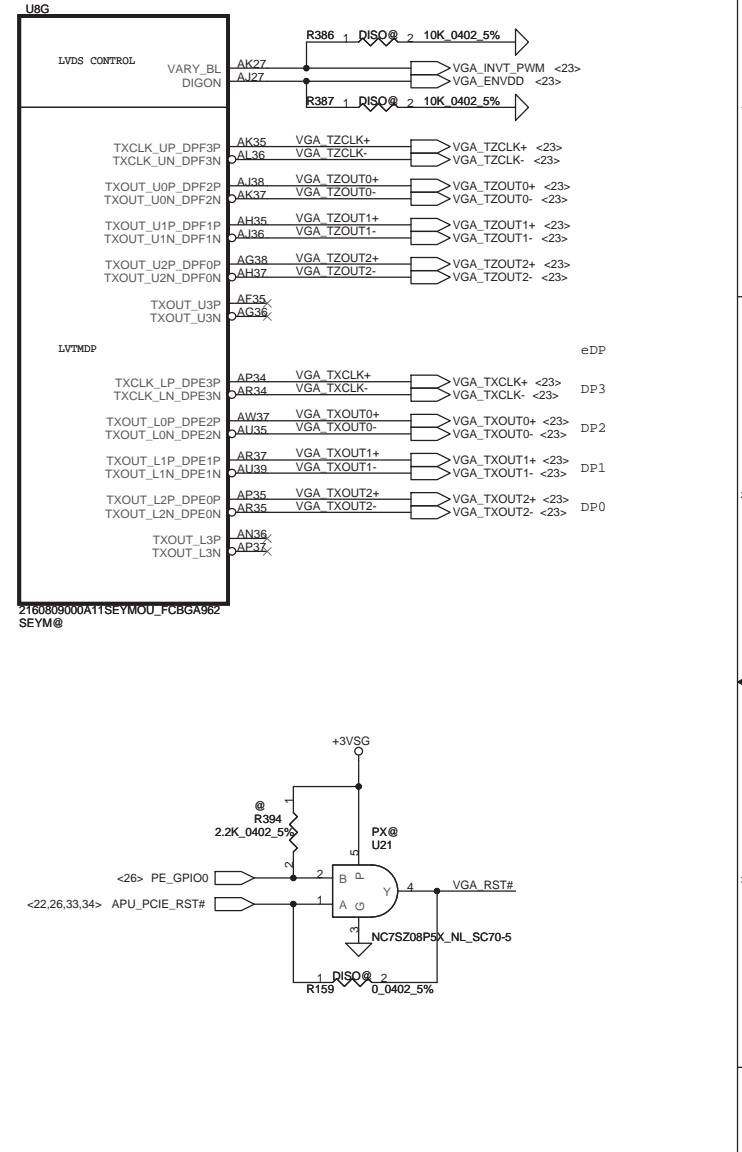 U8G
R386 1 DISO@ 2 10K_0402_5%
LVDS CONTROL
VARY_BL AK27 VGA_INVT_PWM <23>
DIGON AJ27 VGA_ENVDD <23>
R387 1 DISO@ 2 10K_0402_5%
TXCLK_UP_DPF3P AK35 VGA_TZCLK+ VGA_TZCLK+ <23>
TXCLK_UN_DPF3N AL36 VGA_TZCLK- VGA_TZCLK- <23>
TXOUT_U0P_DPF2P AJ38 VGA_TZOUT0+ VGA_TZOUT0+ <23>
TXOUT_U0N_DPF2N AK37 VGA_TZOUT0- VGA_TZOUT0- <23>
TXOUT_U1P_DPF1P AH35 VGA_TZOUT1+ VGA_TZOUT1+ <23>
TXOUT_U1N_DPF1N AJ36 VGA_TZOUT1- VGA_TZOUT1- <23>
TXOUT_U2P_DPF0P AG38 VGA_TZOUT2+ VGA_TZOUT2+ <23>
TXOUT_U2N_DPF0N AH37 VGA_TZOUT2- VGA_TZOUT2- <23>
TXOUT_U3P AF35
TXOUT_U3N AG36
LVTMDP
eDP
TXCLK_LP_DPE3P AP34 VGA_TXCLK+ VGA_TXCLK+ <23>
TXCLK_LN_DPE3N AR34 VGA_TXCLK- VGA_TXCLK- <23>
DP3
TXOUT_L0P_DPE2P AW37 VGA_TXOUT0+ VGA_TXOUT0+ <23>
TXOUT_L0N_DPE2N AU35 VGA_TXOUT0- VGA_TXOUT0- <23>
DP2
TXOUT_L1P_DPE1P AR37 VGA_TXOUT1+ VGA_TXOUT1+ <23>
TXOUT_L1N_DPE1N AU39 VGA_TXOUT1- VGA_TXOUT1- <23>
DP1
TXOUT_L2P_DPE0P AP35 VGA_TXOUT2+ VGA_TXOUT2+ <23>
TXOUT_L2N_DPE0N AR35 VGA_TXOUT2- VGA_TXOUT2- <23>
DP0
TXOUT_L3P AN36
TXOUT_L3N AP37
2160809000A11SEYMOU_FCBGA962
SEYM@
+3VSG
1
@
R394
2.2K_0402_5%
2
PX@
U21
5
<26> PE_GPIO0 2 B P
Y 4 VGA_RST#
<22,26,33,34> APU_PCIE_RST# 1 A G
3
NC7SZ08P5X_NL_SC70-5
1 DISO@ 2
R159 0_0402_5%